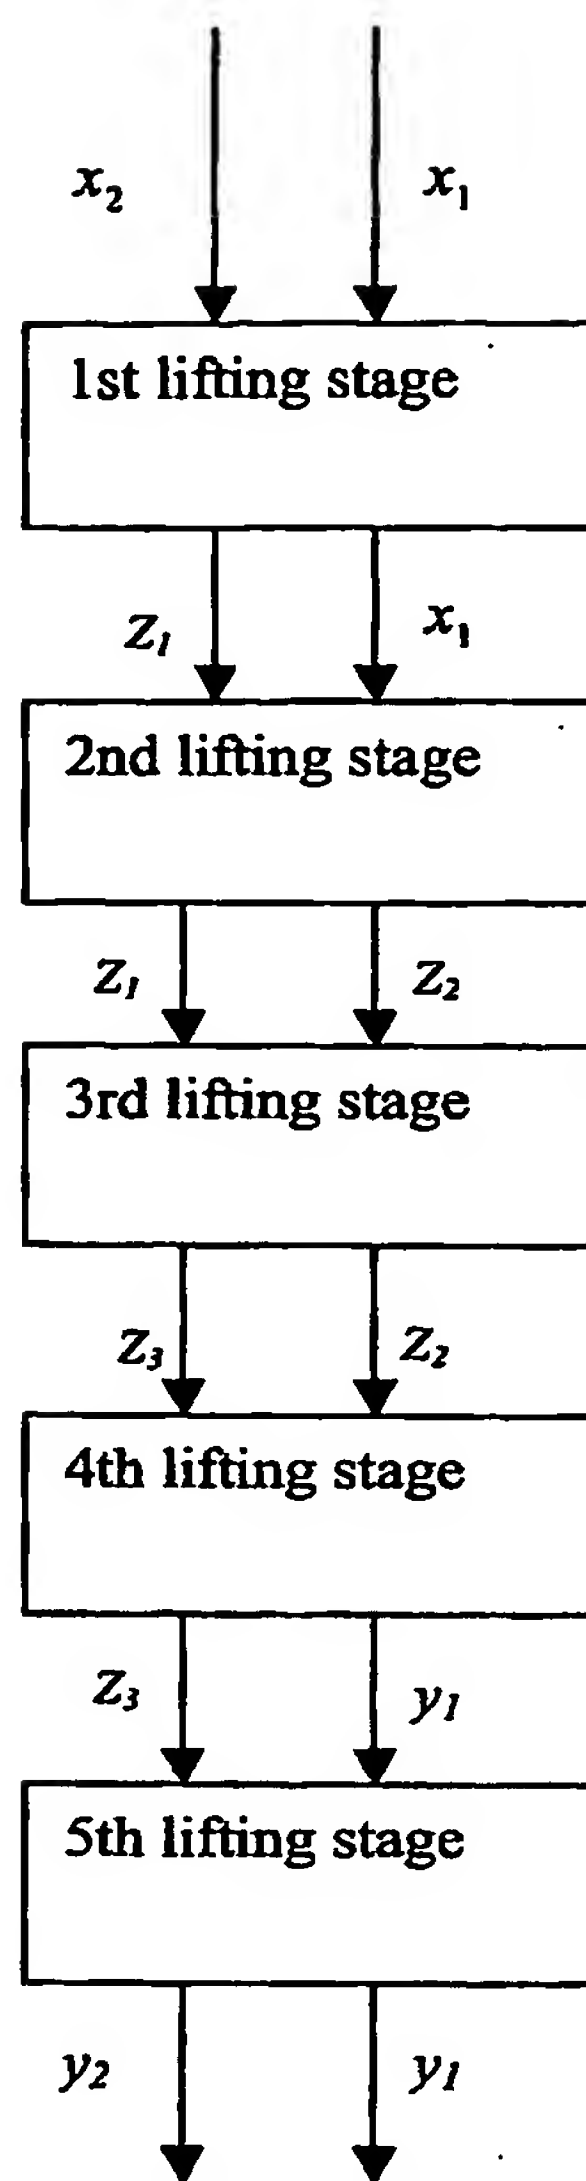 x₂ x₁
1st lifting stage
z₁ x₁
2nd lifting stage
z₁ z₂
3rd lifting stage
z₃ z₂
4th lifting stage
z₃ y₁
5th lifting stage
y₂ y₁